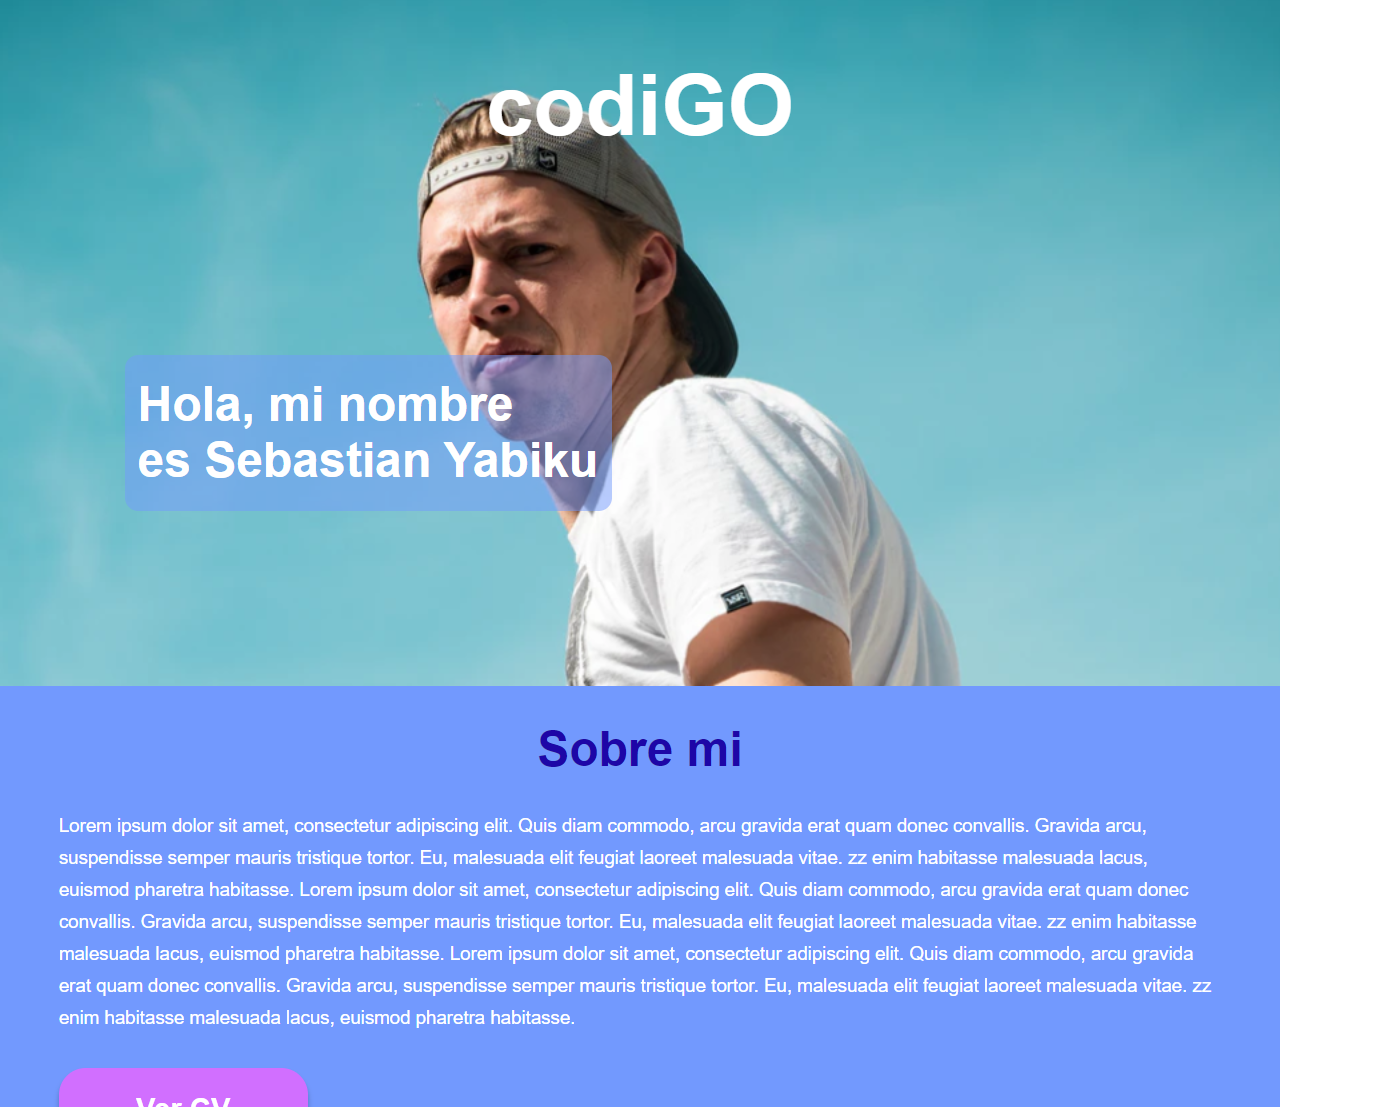 codiGO
Hola, mi nombre
es Sebastian Yabiku
Sobre mi
Lorem ipsum dolor sit amet, consectetur adipiscing elit. Quis diam commodo, arcu gravida erat quam donec convallis. Gravida arcu,
suspendisse semper mauris tristique tortor. Eu, malesuada elit feugiat laoreet malesuada vitae. zz enim habitasse malesuada lacus,
euismod pharetra habitasse. Lorem ipsum dolor sit amet, consectetur adipiscing elit. Quis diam commodo, arcu gravida erat quam donec
convallis. Gravida arcu, suspendisse semper mauris tristique tortor. Eu, malesuada elit feugiat laoreet malesuada vitae. zz enim habitasse
malesuada lacus, euismod pharetra habitasse. Lorem ipsum dolor sit amet, consectetur adipiscing elit. Quis diam commodo, arcu gravida
erat quam donec convallis. Gravida arcu, suspendisse semper mauris tristique tortor. Eu, malesuada elit feugiat laoreet malesuada vitae. zz
enim habitasse malesuada lacus, euismod pharetra habitasse.
Ver CV